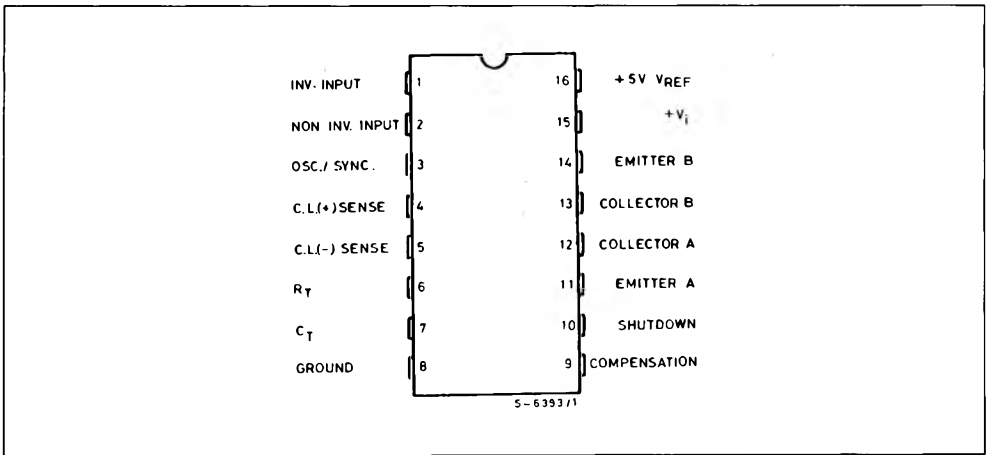 INV. INPUT 1 16 +5V VREF
NON INV. INPUT 2 15 +Vi
OSC./ SYNC. 3 14 EMITTER B
C.L.(+)SENSE 4 13 COLLECTOR B
C.L.(-) SENSE 5 12 COLLECTOR A
RT 6 11 EMITTER A
CT 7 10 SHUTDOWN
GROUND 8 9 COMPENSATION
S-6393/1